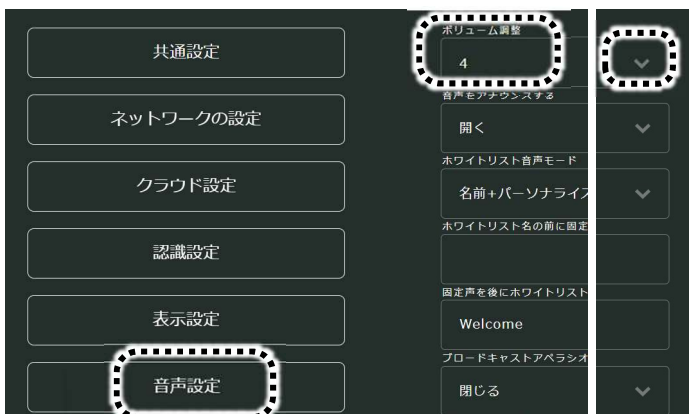 共通設定
ネットワークの設定
クラウド設定
認識設定
表示設定
音声設定
ボリューム調整
4
音声をアナウンスする
開く
ホワイトリスト音声モード
名前+パーソナライズ
ホワイトリスト名の前に固定
固定声を後にホワイトリスト
Welcome
ブロードキャストアペラシオ
閉じる